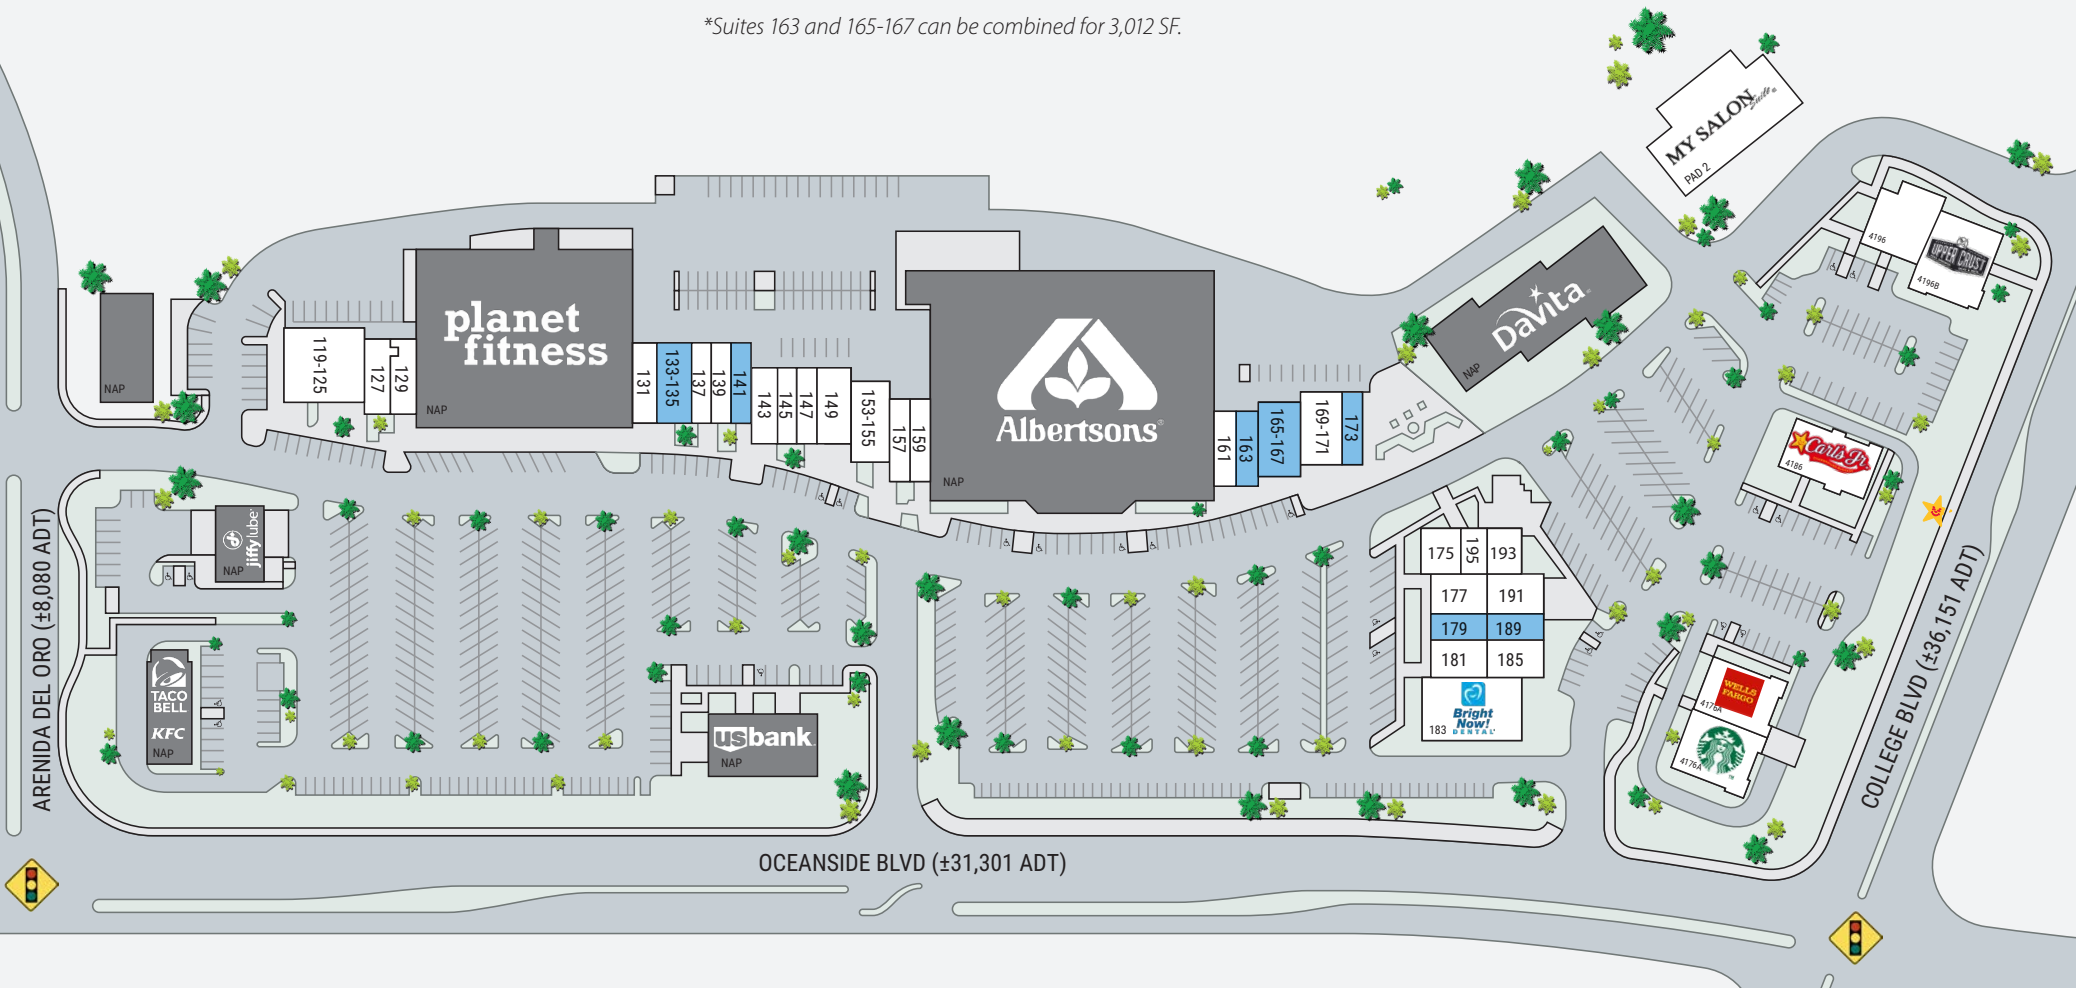 *Suites 163 and 165-167 can be combined for 3,012 SF.
MY SALON
Suite
PAD 2
4196
UPPER CRUST
4196B
planet
fitness
NAP
NAP
119-125
127
129
131
133-135
137
139
141
143
145
147
149
153-155
157
159
Albertsons
NAP
161
163
165-167
169-171
173
DaVita
NAP
Carl's Jr.
4186
jiffy lube
NAP
TACO
BELL
KFC
NAP
usbank
NAP
175
195
193
177
191
179
189
181
185
183
Bright
Now!
DENTAL
WELLS
FARGO
4176A
4176A
ARENIDA DEL ORO (±8,080 ADT)
OCEANSIDE BLVD (±31,301 ADT)
COLLEGE BLVD (±36,151 ADT)